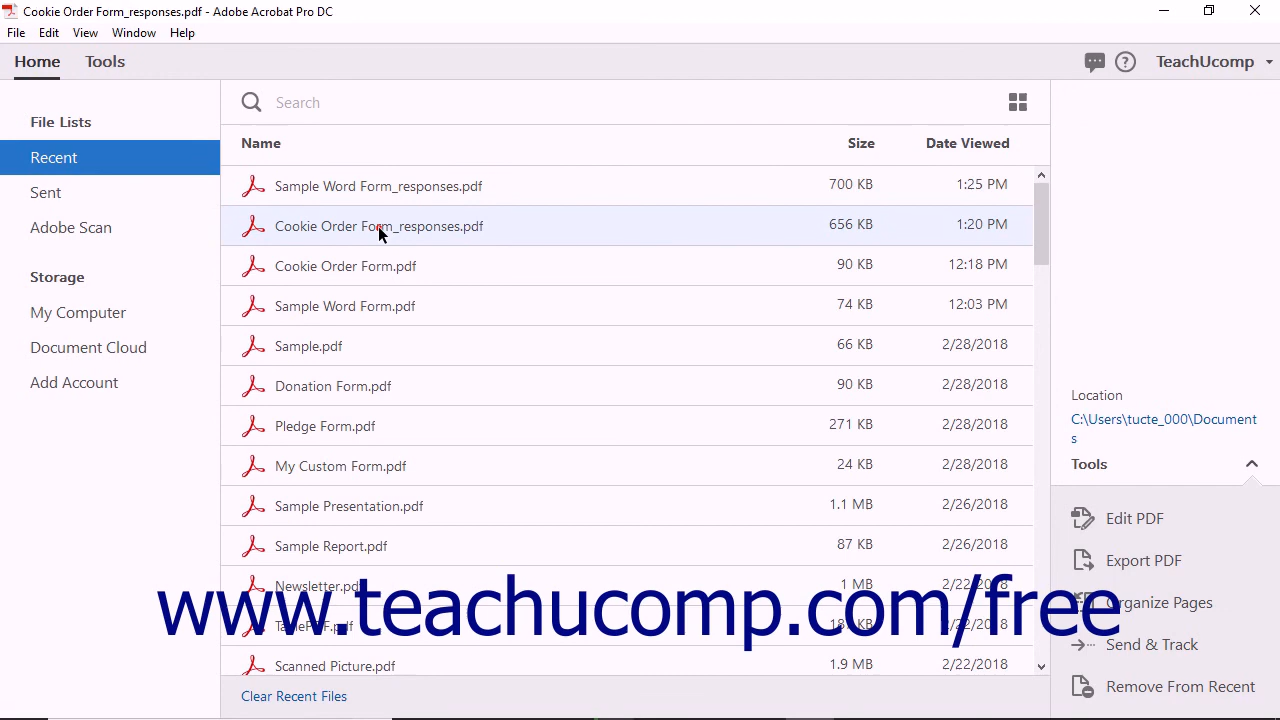 Cookie Order Form_responses.pdf - Adobe Acrobat Pro DC
File Edit View Window Help
Home Tools TeachUcomp
File Lists
Recent
Sent
Adobe Scan
Storage
My Computer
Document Cloud
Add Account
Search
Name Size Date Viewed
Sample Word Form_responses.pdf 700 KB 1:25 PM
Cookie Order Form_responses.pdf 656 KB 1:20 PM
Cookie Order Form.pdf 90 KB 12:18 PM
Sample Word Form.pdf 74 KB 12:03 PM
Sample.pdf 66 KB 2/28/2018
Donation Form.pdf 90 KB 2/28/2018
Pledge Form.pdf 271 KB 2/28/2018
My Custom Form.pdf 24 KB 2/28/2018
Sample Presentation.pdf 1.1 MB 2/26/2018
Sample Report.pdf 87 KB 2/26/2018
Newsletter.pdf 1 MB 2/22/2018
Scanned Picture.pdf 1.9 MB 2/22/2018
Clear Recent Files
Location
C:\Users\tucte_000\Document
s
Tools
Edit PDF
Export PDF
Organize Pages
Send & Track
Remove From Recent
www.teachucomp.com/free